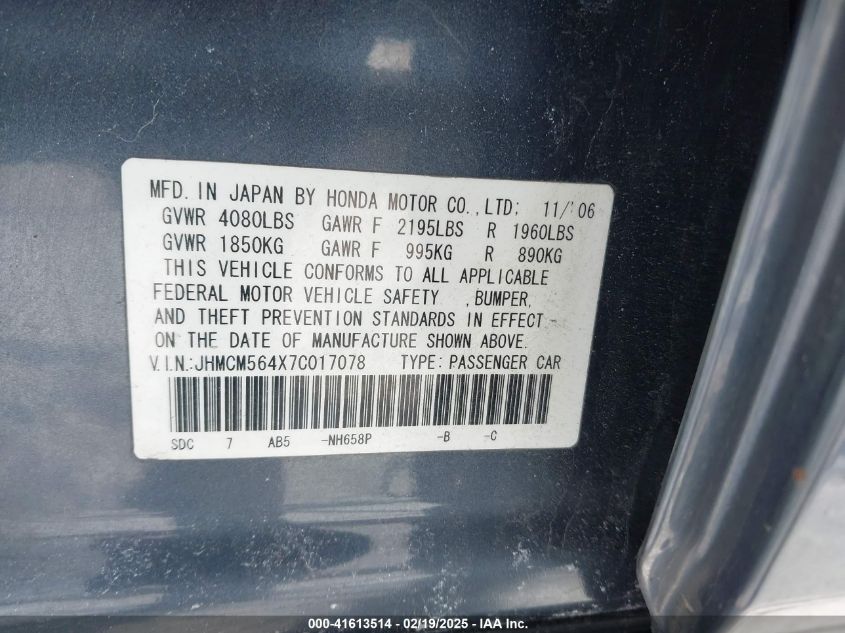 MFD. IN JAPAN BY HONDA MOTOR CO., LTD; 11/'06
GVWR 4080LBS GAWR F 2195LBS R 1960LBS
GVWR 1850KG GAWR F 995KG R 890KG
THIS VEHICLE CONFORMS TO ALL APPLICABLE
FEDERAL MOTOR VEHICLE SAFETY , BUMPER,
AND THEFT PREVENTION STANDARDS IN EFFECT
ON THE DATE OF MANUFACTURE SHOWN ABOVE.
V.I.N.:JHMCM564X7C017078 TYPE: PASSENGER CAR
SDC 7 AB5 -NH658P -B -C
000-41613514 - 02/19/2025 - IAA, Inc.